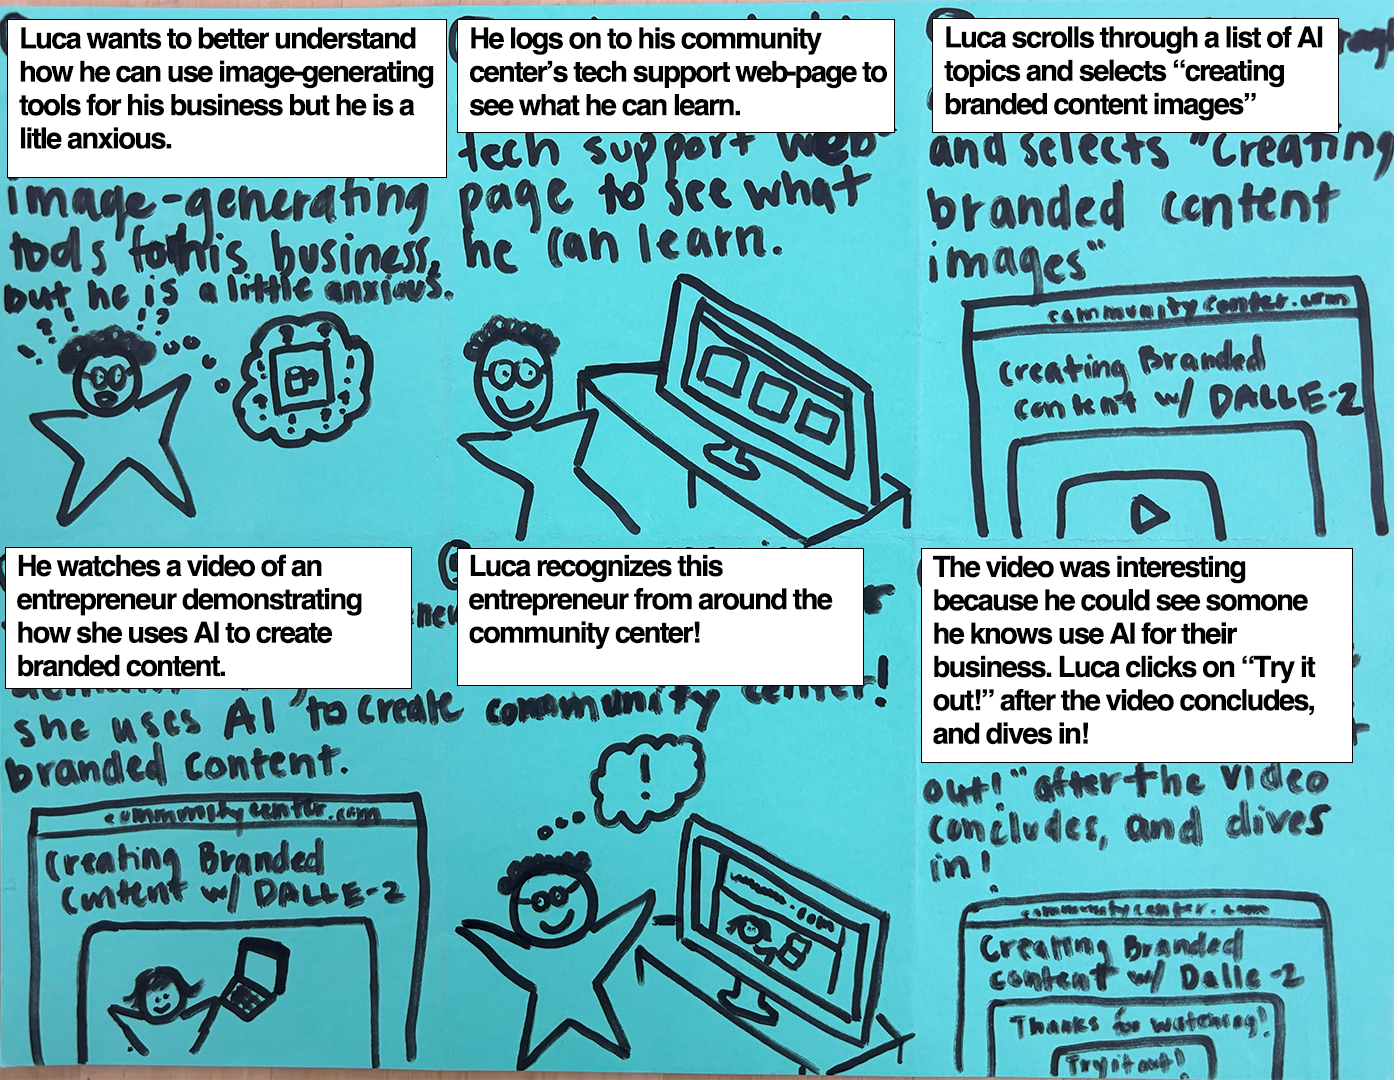 Luca wants to better understand
how he can use image-generating
tools for his business but he is a
litle anxious.
image-generating
tools for his business,
but he is a little anxious.
He logs on to his community
center's tech support web-page to
see what he can learn.
tech support web
page to see what
he can learn.
Luca scrolls through a list of AI
topics and selects “creating
branded content images”
and selects "Creating
branded content
images"
communitycenter.com
Creating Branded
content w/ DALLE-2
He watches a video of an
entrepreneur demonstrating
how she uses AI to create
branded content.
she uses AI to create
branded content.
communitycenter.com
Creating Branded
Content w/ DALLE-2
Luca recognizes this
entrepreneur from around the
community center!
community center!
!
.com
The video was interesting
because he could see somone
he knows use AI for their
business. Luca clicks on “Try it
out!” after the video concludes,
and dives in!
out!" after the video
concludes, and dives
in!
communitycenter.com
Creating Branded
content w/ Dalle-2
Thanks for watching!
Try it out!